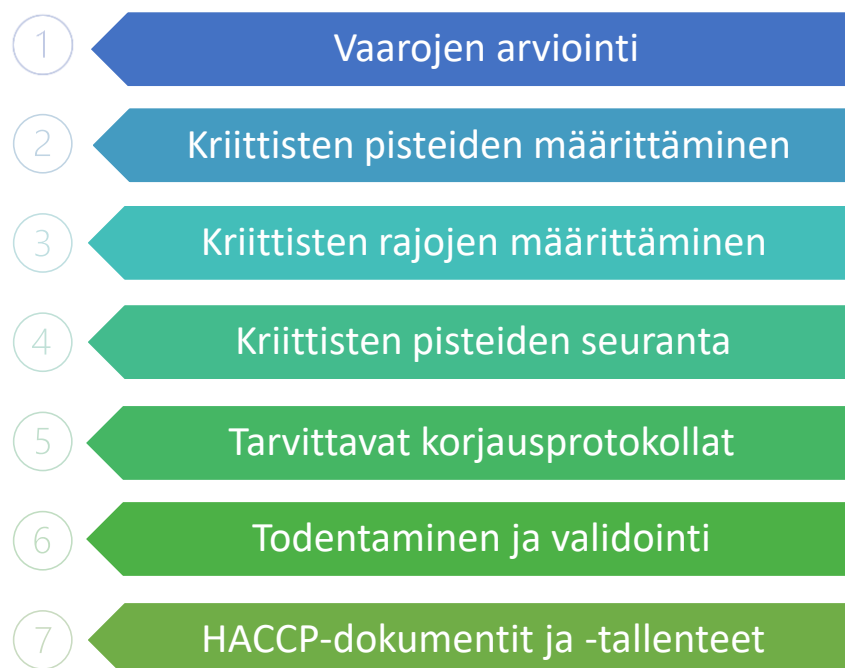 1 Vaarojen arviointi
2 Kriittisten pisteiden määrittäminen
3 Kriittisten rajojen määrittäminen
4 Kriittisten pisteiden seuranta
5 Tarvittavat korjausprotokollat
6 Todentaminen ja validointi
7 HACCP-dokumentit ja -tallenteet